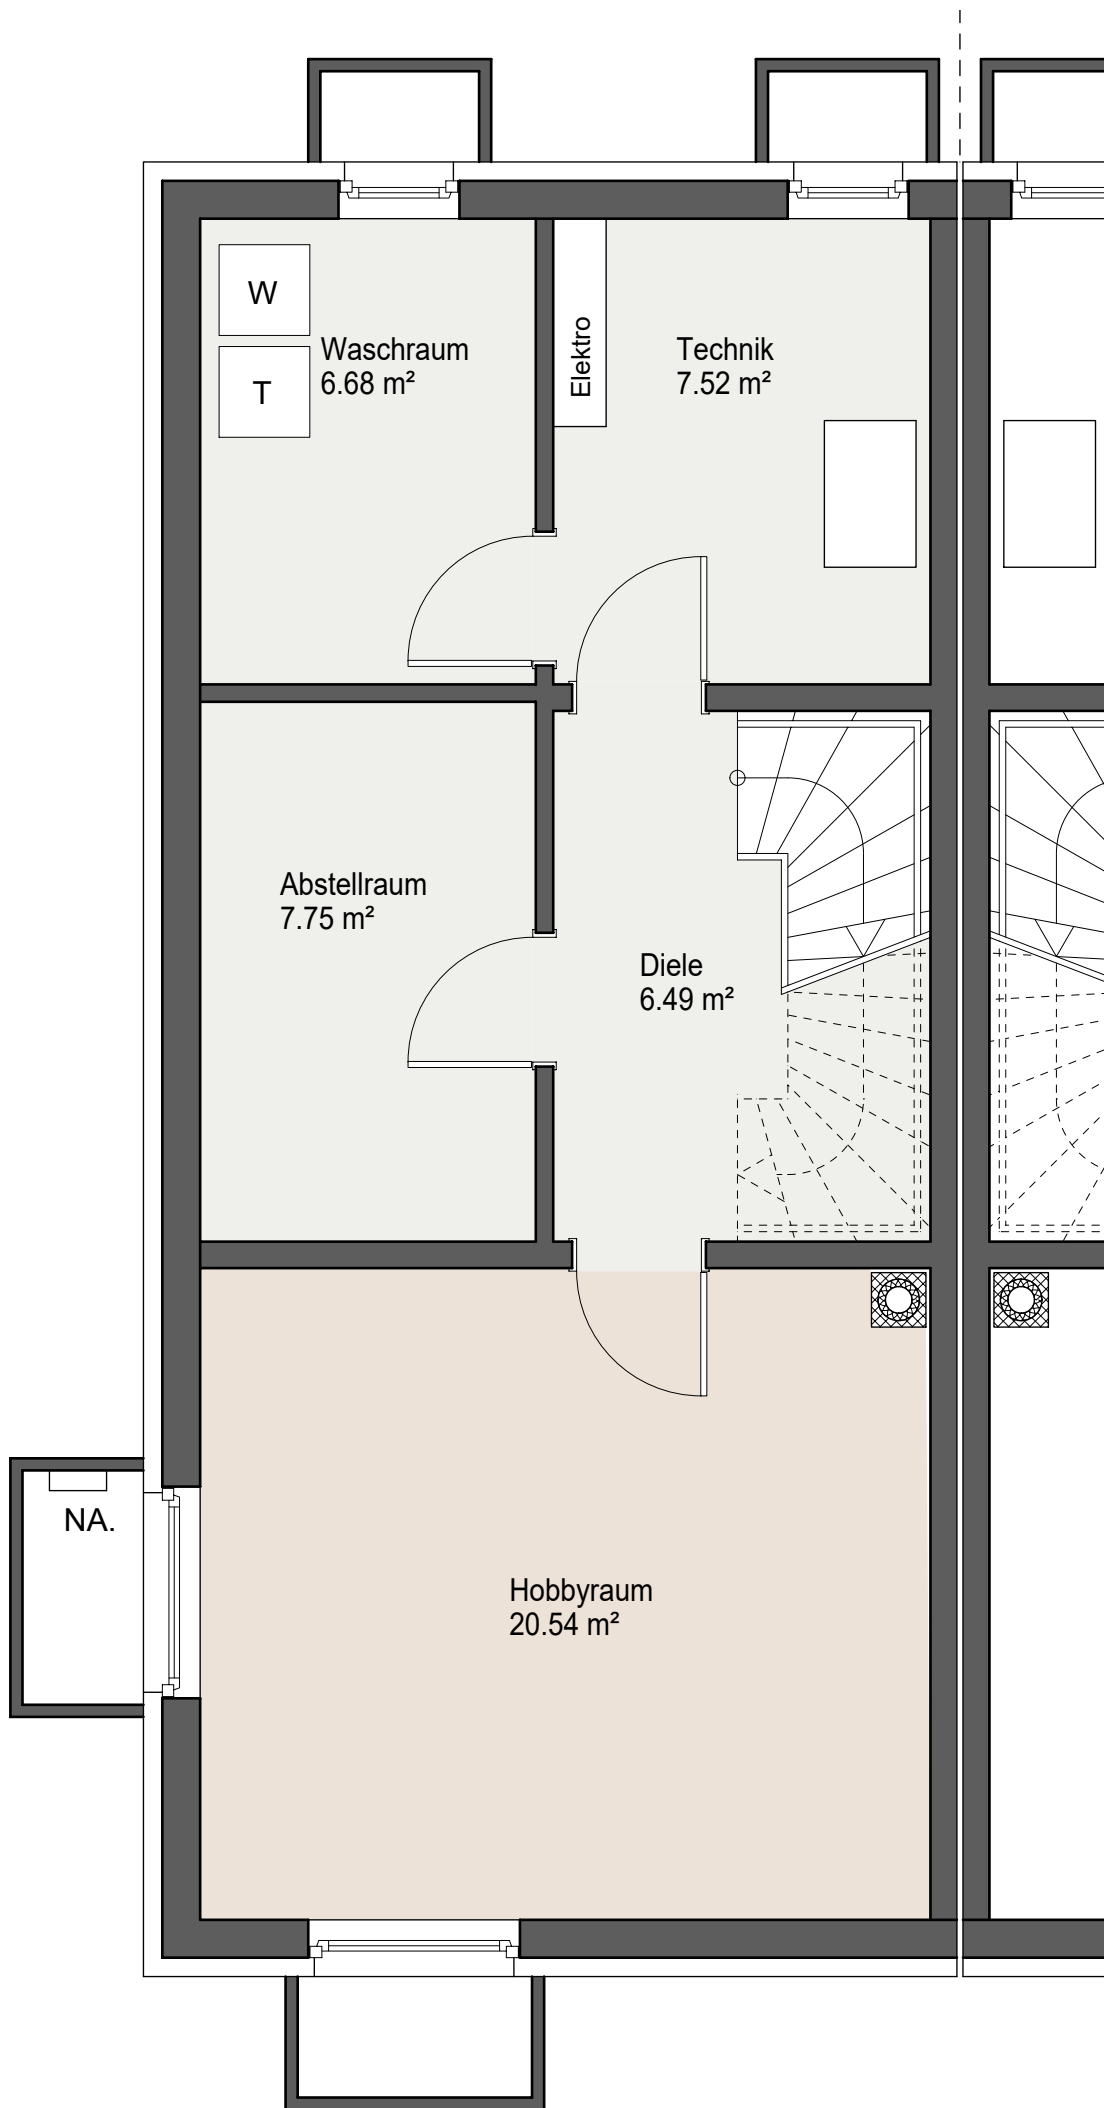 W
T
Waschraum
6.68 m²
Elektro
Technik
7.52 m²
Abstellraum
7.75 m²
Diele
6.49 m²
NA.
Hobbyraum
20.54 m²